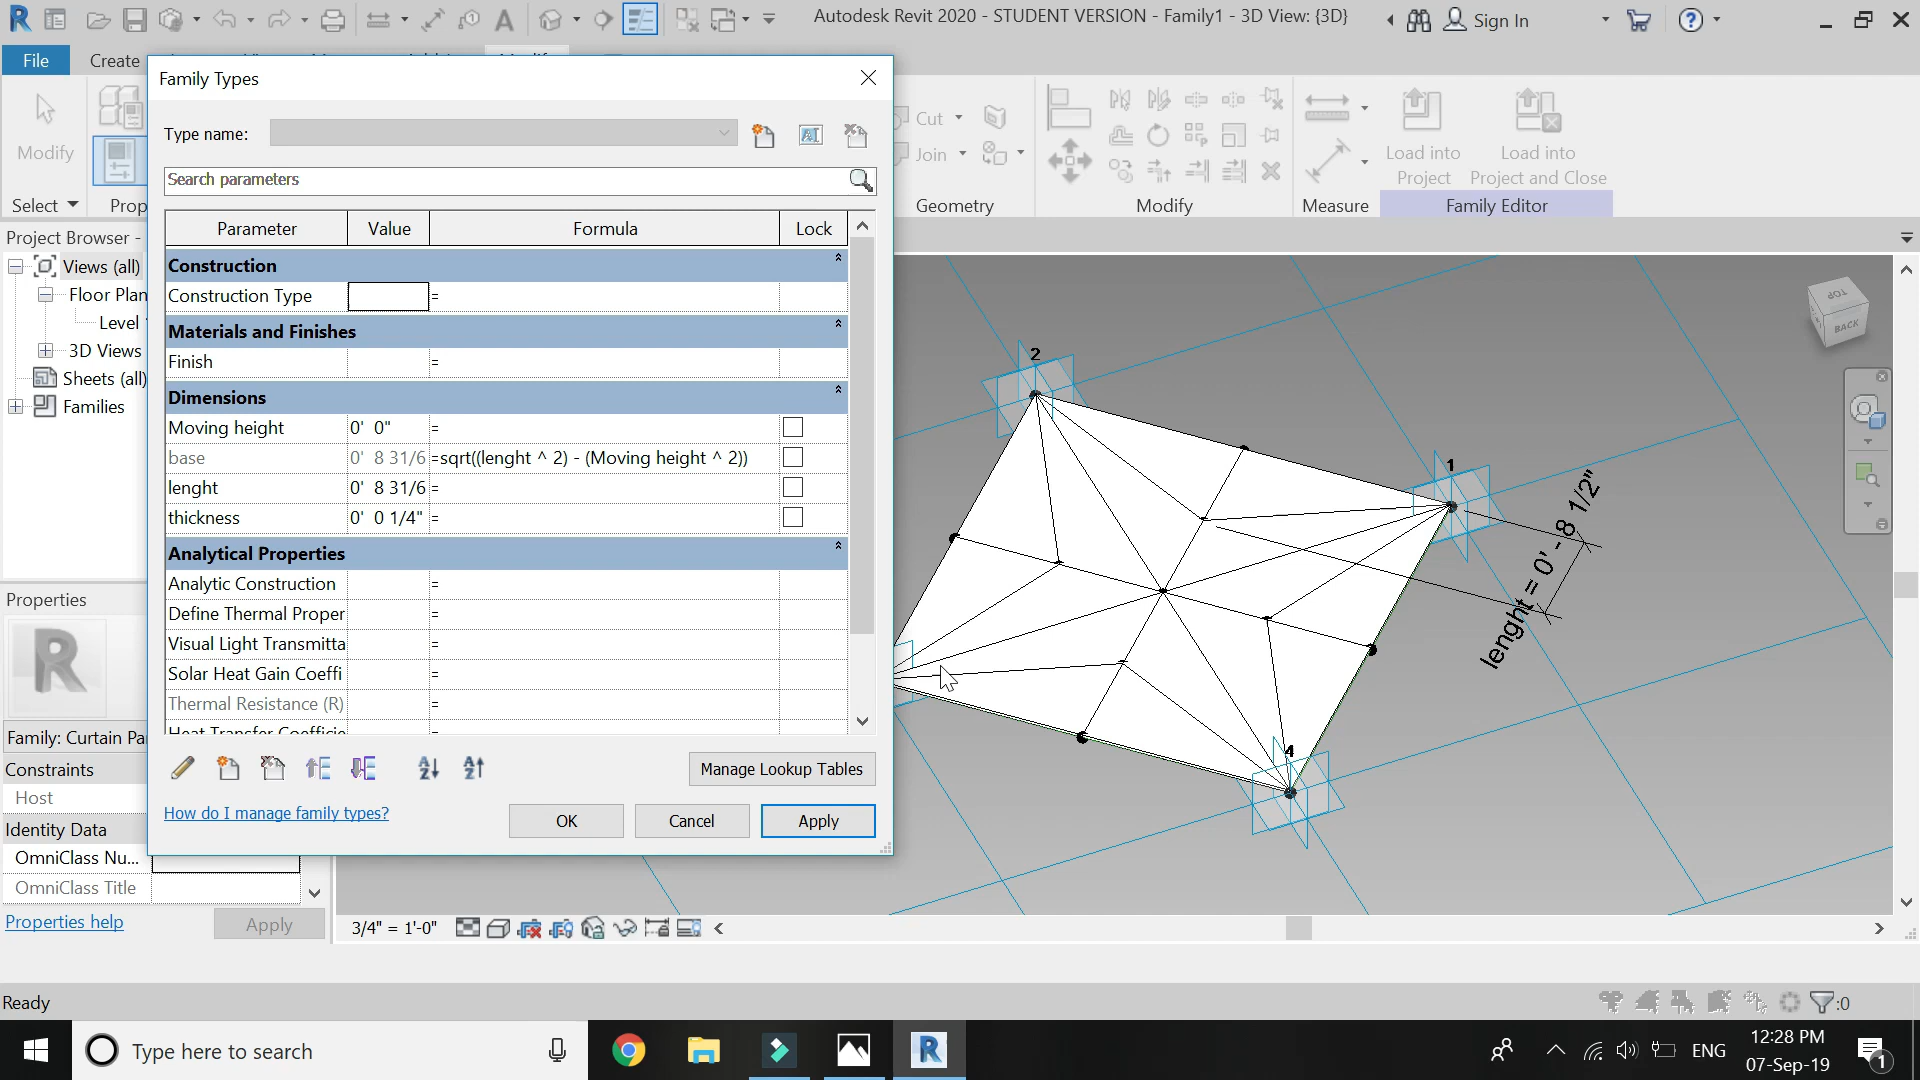 Autodesk Revit 2020 - STUDENT VERSION - Family1 - 3D View: {3D}
Sign In
File
Create
Modify
Select
Prop
Cut
Join
Geometry
Modify
Measure
Load into
Project
Load into
Project and Close
Family Editor
Family Types
Type name:
Search parameters
Parameter Value Formula Lock
Construction
Construction Type =
Materials and Finishes
Finish =
Dimensions
Moving height 0' 0" =
base 0' 8 31/6 =sqrt((lenght ^ 2) - (Moving height ^ 2))
lenght 0' 8 31/6 =
thickness 0' 0 1/4" =
Analytical Properties
Analytic Construction =
Define Thermal Proper =
Visual Light Transmitta =
Solar Heat Gain Coeffi =
Thermal Resistance (R) =
Heat Transfer Coefficie =
Manage Lookup Tables
How do I manage family types?
OK
Cancel
Apply
Project Browser -
Views (all)
Floor Plan
Level
3D Views
Sheets (all)
Families
Properties
R
Family: Curtain Pa
Constraints
Host
Identity Data
OmniClass Nu...
OmniClass Title
Properties help
Apply
2
1
4
lenght = 0' - 8 1/2"
TOP
BACK
3/4" = 1'-0"
Ready
:0
Type here to search
ENG
12:28 PM
07-Sep-19
1